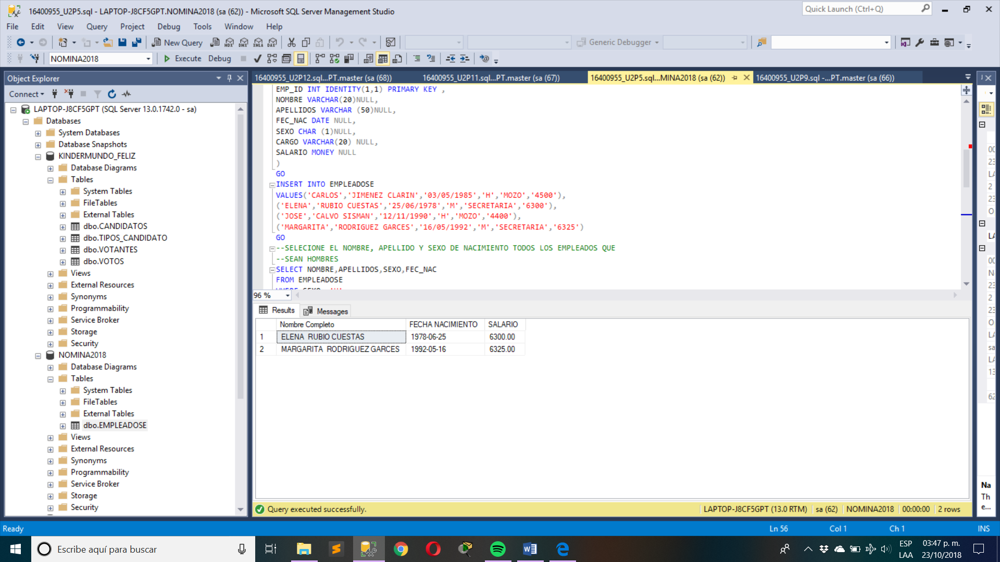 16400955_U2P5.sql - LAPTOP-J8CF5GPT.NOMINA2018 (sa (62)) - Microsoft SQL Server Management Studio
Quick Launch (Ctrl+Q)
File Edit View Query Project Debug Tools Window Help
New Query
MDX DMX XMLA DAX
Generic Debugger
NOMINA2018
Execute Debug
Object Explorer
16400955_U2P12.sql...PT.master (sa (68))
16400955_U2P11.sql...PT.master (sa (67))
16400955_U2P5.sql...MINA2018 (sa (62))
16400955_U2P9.sql -...PT.master (sa (66))
Connect
LAPTOP-J8CF5GPT (SQL Server 13.0.1742.0 - sa)
Databases
System Databases
Database Snapshots
KINDERMUNDO_FELIZ
Database Diagrams
Tables
System Tables
FileTables
External Tables
dbo.CANDIDATOS
dbo.TIPOS_CANDIDATO
dbo.VOTANTES
dbo.VOTOS
Views
External Resources
Synonyms
Programmability
Service Broker
Storage
Security
NOMINA2018
Database Diagrams
Tables
System Tables
FileTables
External Tables
dbo.EMPLEADOSE
Views
External Resources
Synonyms
Programmability
Service Broker
Storage
Security
EMP_ID INT IDENTITY(1,1) PRIMARY KEY ,
NOMBRE VARCHAR(20)NULL,
APELLIDOS VARCHAR (50)NULL,
FEC_NAC DATE NULL,
SEXO CHAR (1)NULL,
CARGO VARCHAR(20) NULL,
SALARIO MONEY NULL
)
GO
INSERT INTO EMPLEADOSE
VALUES('CARLOS','JIMENEZ CLARIN','03/05/1985','H','MOZO','4500'),
('ELENA','RUBIO CUESTAS','25/06/1978','M','SECRETARIA','6300'),
('JOSE','CALVO SISMAN','12/11/1990','H','MOZO','4400'),
('MARGARITA','RODRIGUEZ GARCES','16/05/1992','M','SECRETARIA','6325')
GO
--SELECIONE EL NOMBRE, APELLIDO Y SEXO DE NACIMIENTO TODOS LOS EMPLEADOS QUE
--SEAN HOMBRES
SELECT NOMBRE,APELLIDOS,SEXO,FEC_NAC
FROM EMPLEADOSE
96 %
Results Messages
Nombre Completo FECHA NACIMIENTO SALARIO
1 ELENA RUBIO CUESTAS 1978-06-25 6300.00
2 MARGARITA RODRIGUEZ GARCES 1992-05-16 6325.00
Query executed successfully.
LAPTOP-J8CF5GPT (13.0 RTM) sa (62) NOMINA2018 00:00:00 2 rows
Na
Th
e...
Ready
Ln 56 Col 1 Ch 1 INS
Escribe aquí para buscar
ESP
LAA
03:47 p. m.
23/10/2018